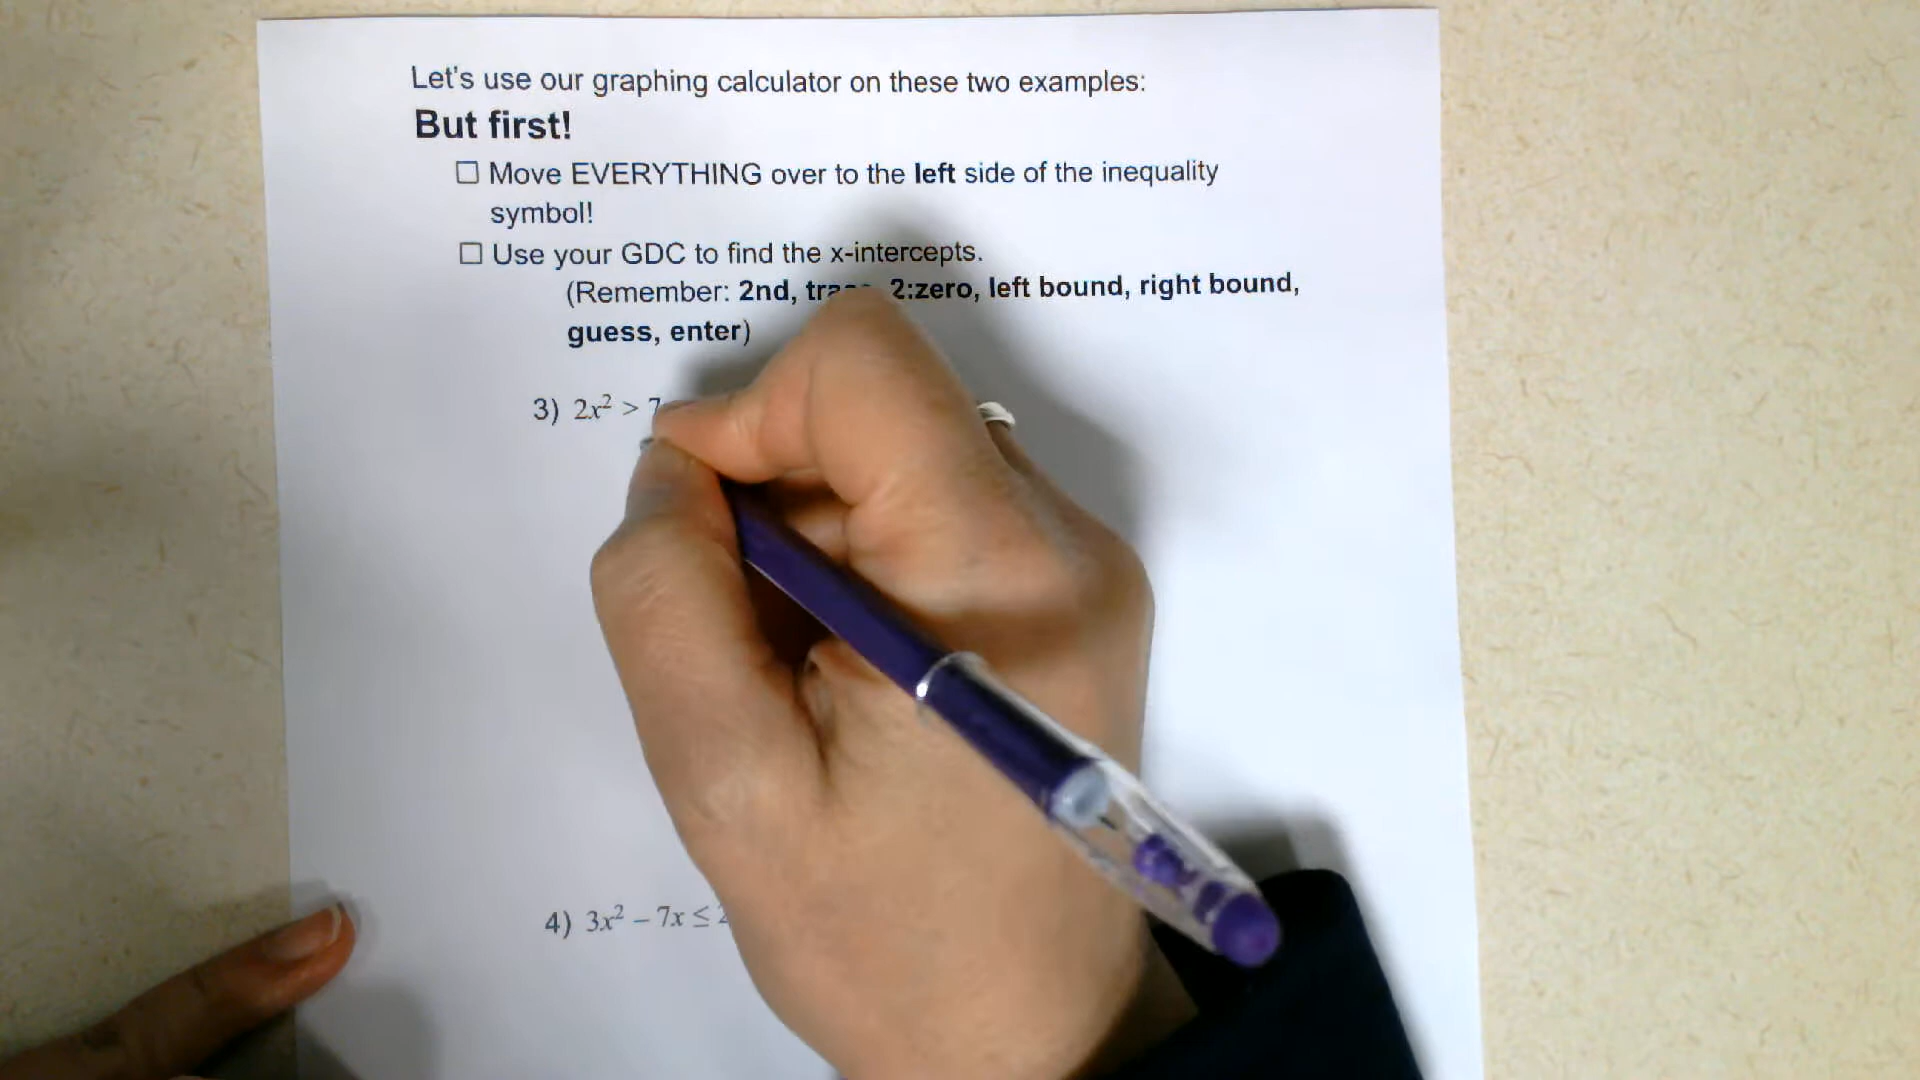 Let's use our graphing calculator on these two examples:
But first!
☐ Move EVERYTHING over to the left side of the inequality
symbol!
☐ Use your GDC to find the x-intercepts.
(Remember: 2nd, 2:zero, left bound, right bound,
guess, enter)
3) 2x² > 7
4) 3x² – 7x ≤